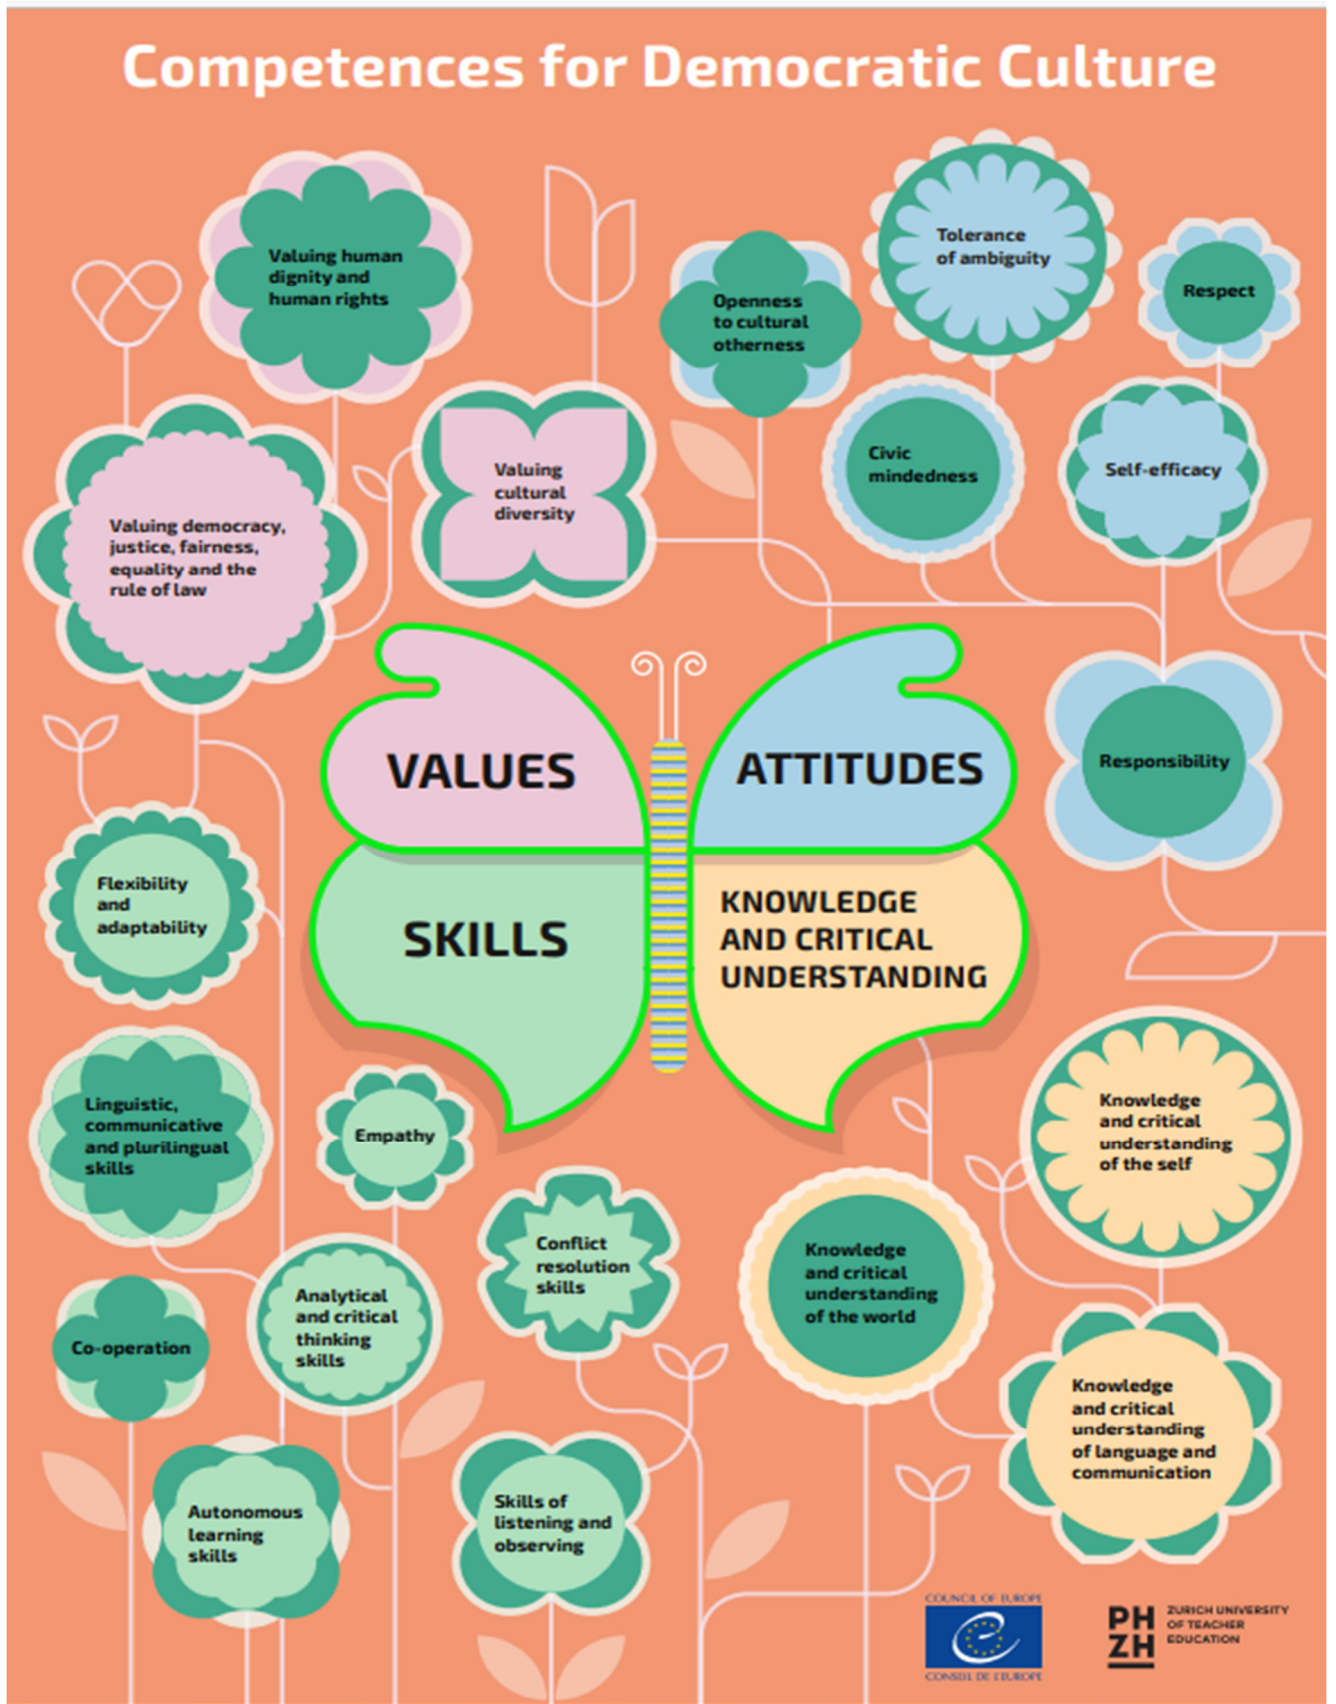 Competences for Democratic Culture
Valuing human
dignity and
human rights
Tolerance
of ambiguity
Openness
to cultural
otherness
Respect
Valuing
cultural
diversity
Civic
mindedness
Self-efficacy
Valuing democracy,
justice, fairness,
equality and the
rule of law
VALUES
ATTITUDES
Responsibility
SKILLS
KNOWLEDGE
AND CRITICAL
UNDERSTANDING
Flexibility
and
adaptability
Linguistic,
communicative
and plurilingual
skills
Empathy
Knowledge
and critical
understanding
of the self
Conflict
resolution
skills
Knowledge
and critical
understanding
of the world
Co-operation
Analytical
and critical
thinking
skills
Knowledge
and critical
understanding
of language and
communication
Autonomous
learning
skills
Skills of
listening and
observing
COUNCIL OF EUROPE
CONSEIL DE L'EUROPE
PH
ZH
ZURICH UNIVERSITY
OF TEACHER
EDUCATION